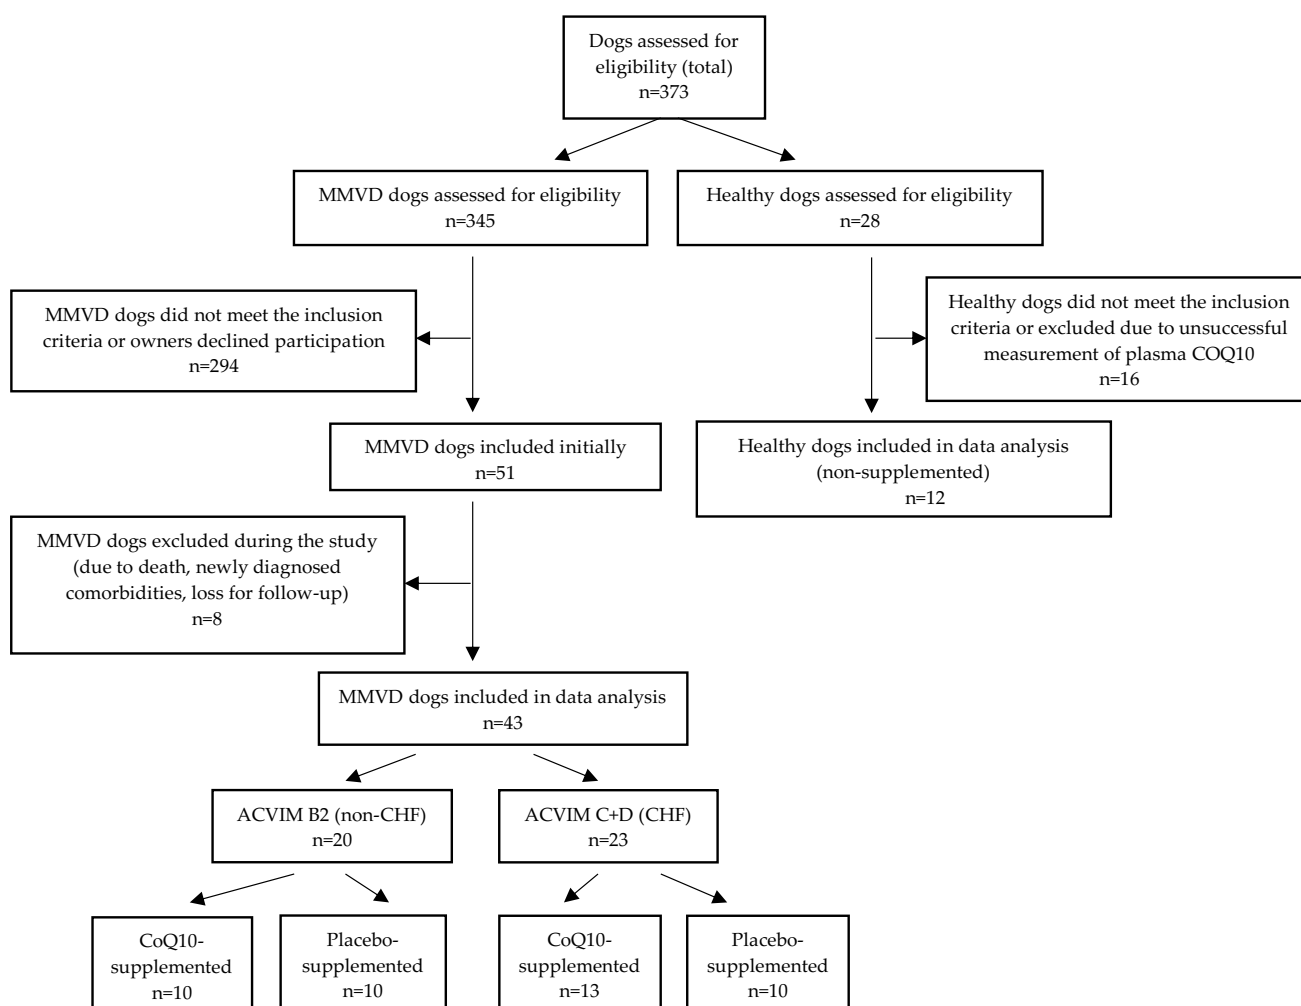 Dogs assessed for
eligibility (total)
n=373
MMVD dogs assessed for eligibility
n=345
Healthy dogs assessed for eligibility
n=28
MMVD dogs did not meet the inclusion
criteria or owners declined participation
n=294
Healthy dogs did not meet the inclusion
criteria or excluded due to unsuccessful
measurement of plasma COQ10
n=16
MMVD dogs included initially
n=51
Healthy dogs included in data analysis
(non-supplemented)
n=12
MMVD dogs excluded during the study
(due to death, newly diagnosed
comorbidities, loss for follow-up)
n=8
MMVD dogs included in data analysis
n=43
ACVIM B2 (non-CHF)
n=20
ACVIM C+D (CHF)
n=23
CoQ10-
supplemented
n=10
Placebo-
supplemented
n=10
CoQ10-
supplemented
n=13
Placebo-
supplemented
n=10